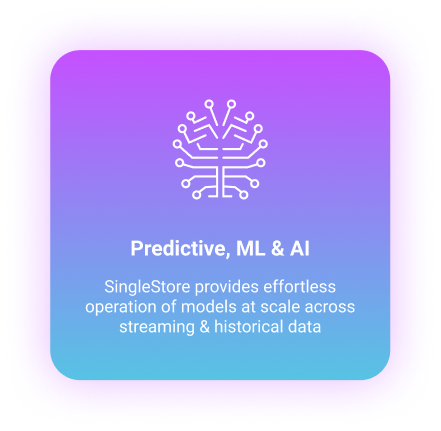 Predictive, ML & AI
SingleStore provides effortless
operation of models at scale across
streaming & historical data